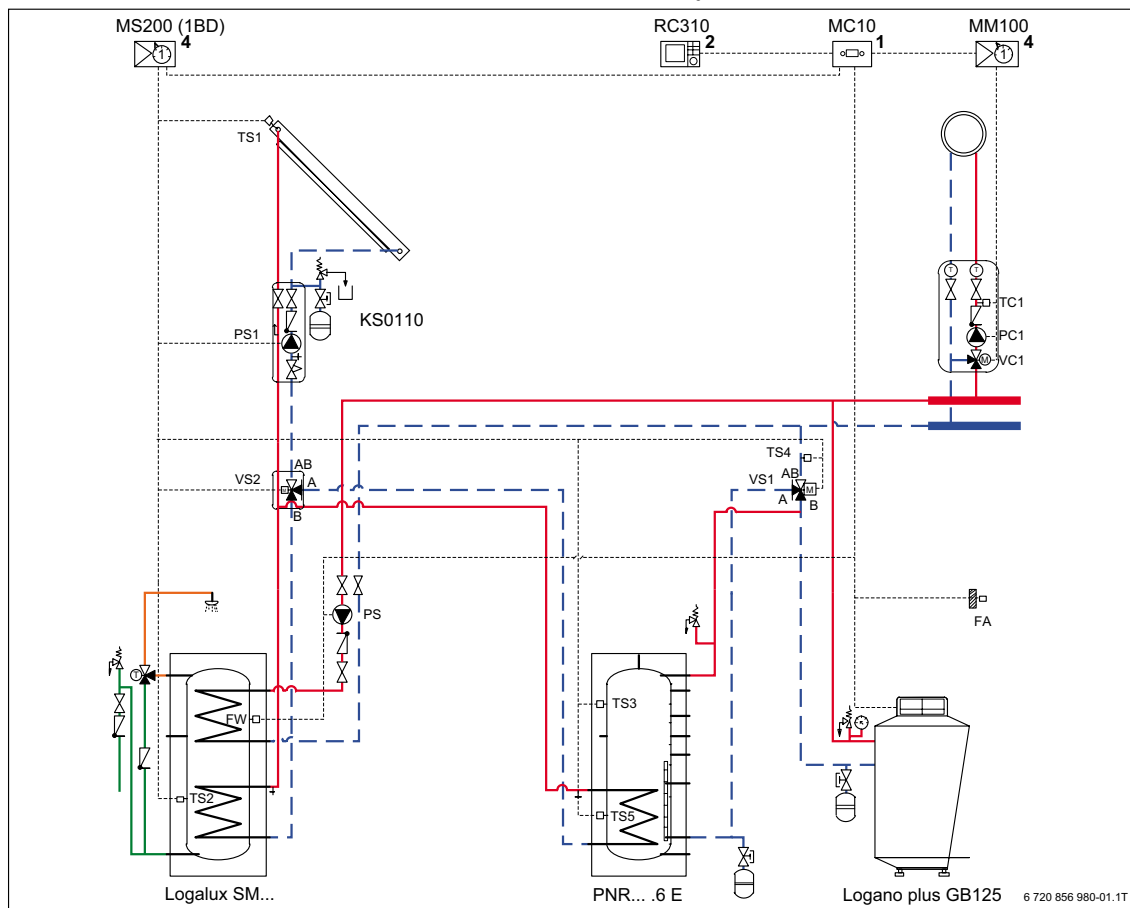 MS200 (1BD)
4
RC310
2
MC10
1
MM100
4
1
1
TS1
T
T
TC1
KS0110
PS1
PC1
M
VC1
TS4
AB
VS2
A
M
B
AB
VS1
M
A
B
PS
FA
T
FW
TS3
TS2
TS5
Logalux SM...
PNR... .6 E
Logano plus GB125
6 720 856 980-01.1T